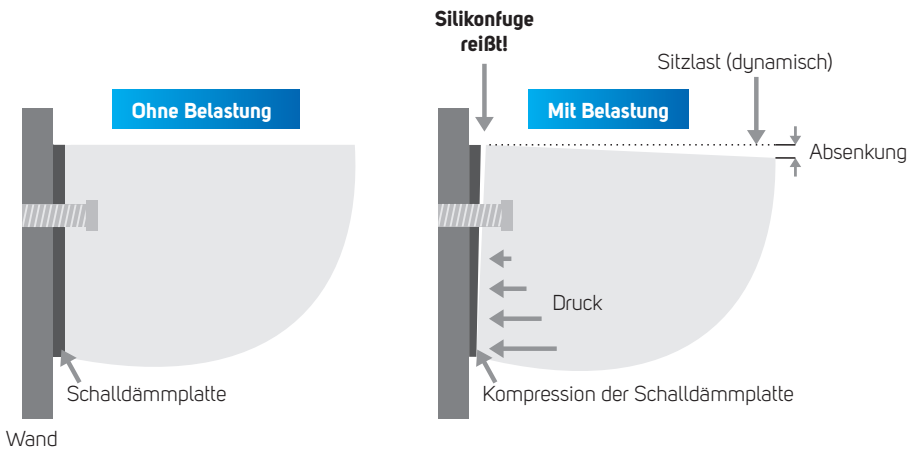 Silikonfuge
reißt!
Sitzlast (dynamisch)
Ohne Belastung
Mit Belastung
Absenkung
Druck
Schalldämmplatte
Kompression der Schalldämmplatte
Wand